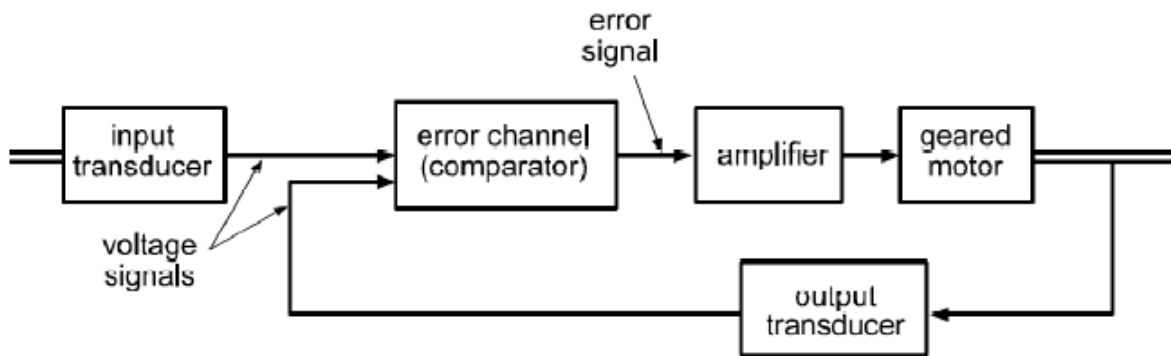 error
signal
input
transducer
error channel
(comparator)
amplifier
geared
motor
voltage
signals
output
transducer